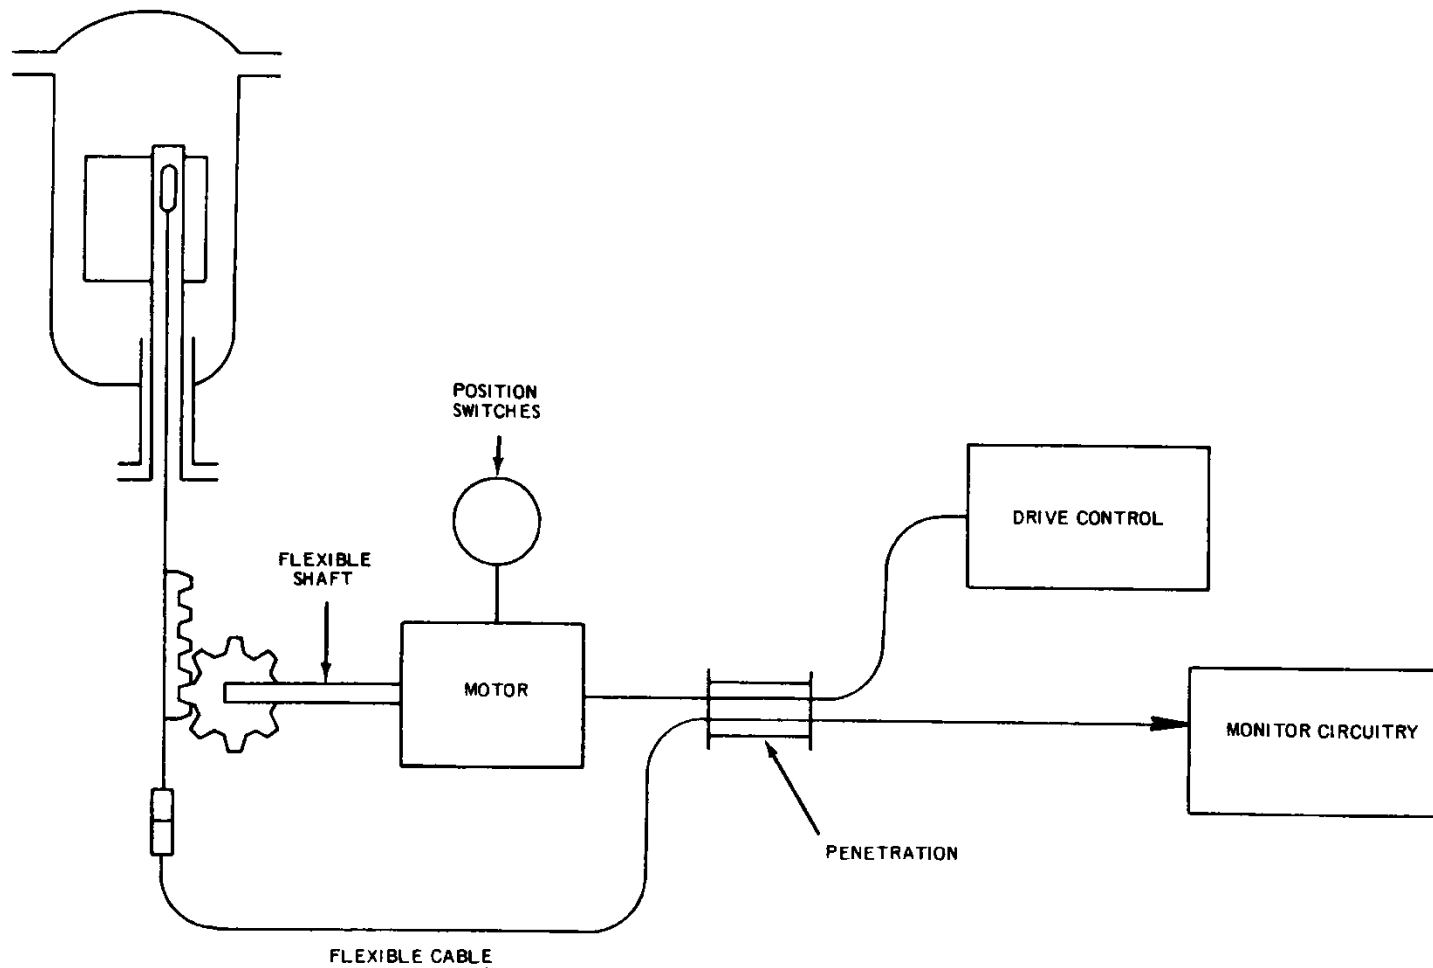 POSITION
SWITCHES
DRIVE CONTROL
FLEXIBLE
SHAFT
MOTOR
MONITOR CIRCUITRY
PENETRATION
FLEXIBLE CABLE